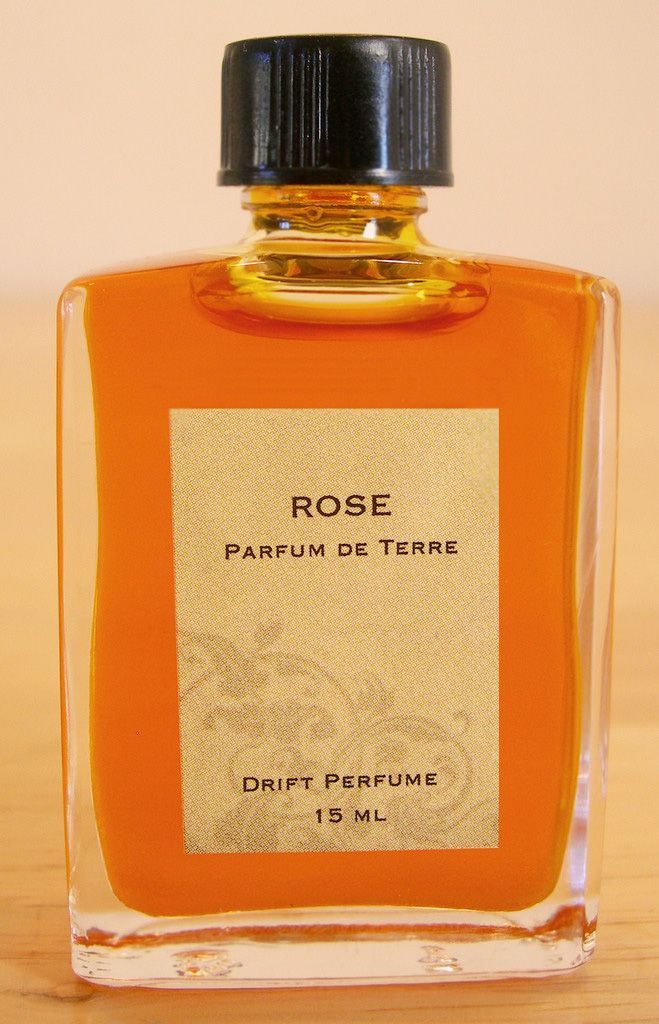 ROSE
PARFUM DE TERRE
DRIFT PERFUME
15 ML